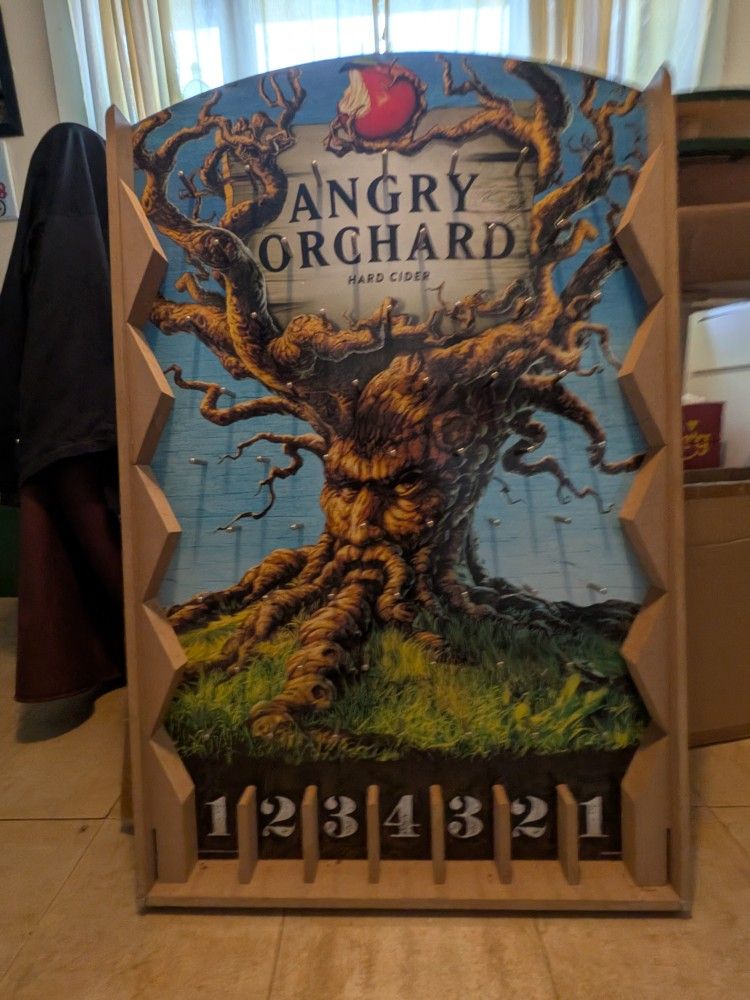 ANGRY
ORCHARD
HARD CIDER
1 2 3 4 3 2 1